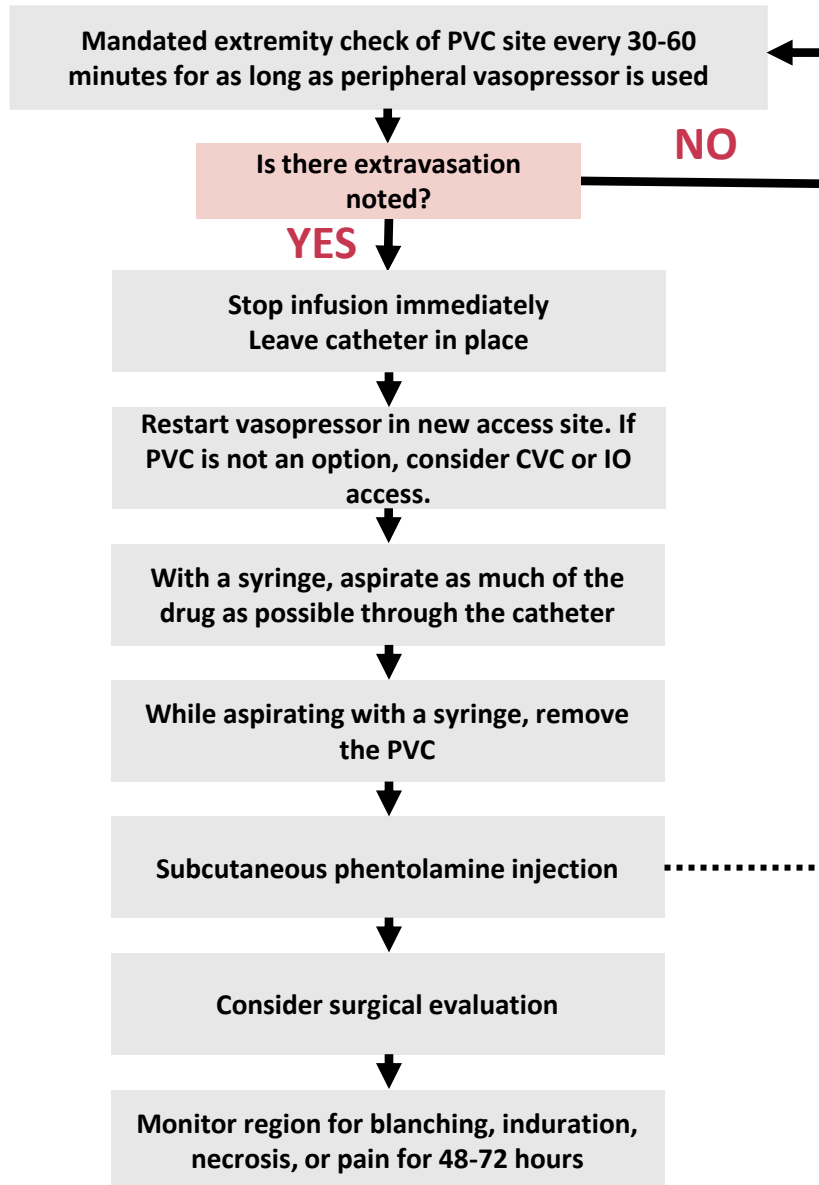 Mandated extremity check of PVC site every 30-60
minutes for as long as peripheral vasopressor is used
Is there extravasation
noted?
NO
YES
Stop infusion immediately
Leave catheter in place
Restart vasopressor in new access site. If
PVC is not an option, consider CVC or IO
access.
With a syringe, aspirate as much of the
drug as possible through the catheter
While aspirating with a syringe, remove
the PVC
Subcutaneous phentolamine injection
Consider surgical evaluation
Monitor region for blanching, induration,
necrosis, or pain for 48-72 hours